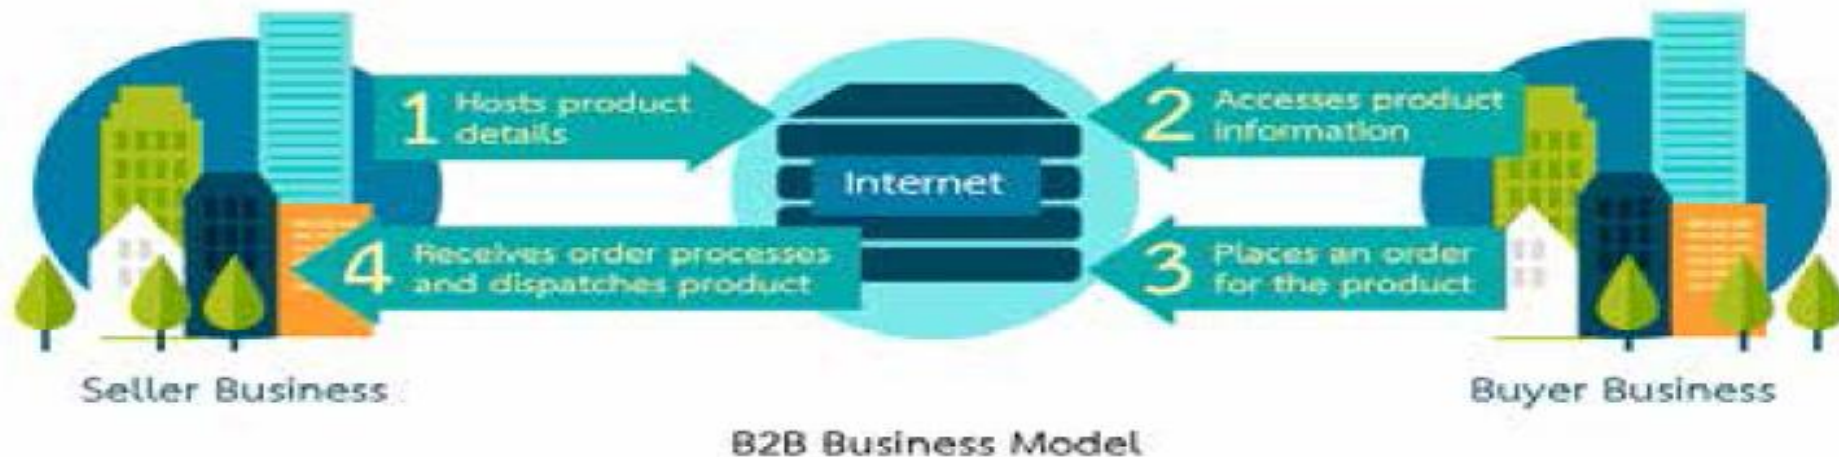 1 Hosts product
details
2 Accesses product
information
Internet
4 Receives order processes
and dispatches product
3 Places an order
for the product
Seller Business
Buyer Business
B2B Business Model